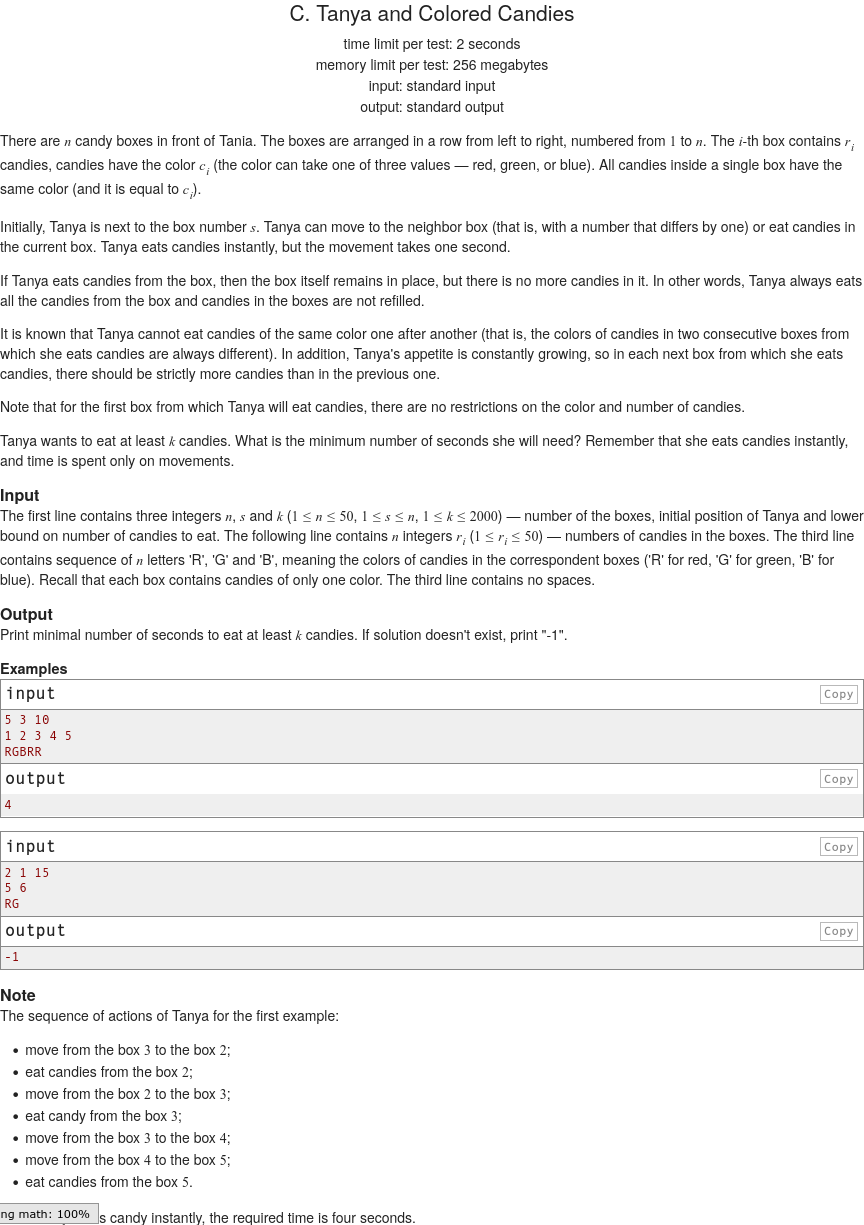 C. Tanya and Colored Candies
time limit per test: 2 seconds
memory limit per test: 256 megabytes
input: standard input
output: standard output
There are n candy boxes in front of Tania. The boxes are arranged in a row from left to right, numbered from 1 to n. The i-th box contains r_i
candies, candies have the color c_i (the color can take one of three values — red, green, or blue). All candies inside a single box have the
same color (and it is equal to c_i).
Initially, Tanya is next to the box number s. Tanya can move to the neighbor box (that is, with a number that differs by one) or eat candies in
the current box. Tanya eats candies instantly, but the movement takes one second.
If Tanya eats candies from the box, then the box itself remains in place, but there is no more candies in it. In other words, Tanya always eats
all the candies from the box and candies in the boxes are not refilled.
It is known that Tanya cannot eat candies of the same color one after another (that is, the colors of candies in two consecutive boxes from
which she eats candies are always different). In addition, Tanya's appetite is constantly growing, so in each next box from which she eats
candies, there should be strictly more candies than in the previous one.
Note that for the first box from which Tanya will eat candies, there are no restrictions on the color and number of candies.
Tanya wants to eat at least k candies. What is the minimum number of seconds she will need? Remember that she eats candies instantly,
and time is spent only on movements.
Input
The first line contains three integers n, s and k (1 ≤ n ≤ 50, 1 ≤ s ≤ n, 1 ≤ k ≤ 2000) — number of the boxes, initial position of Tanya and lower
bound on number of candies to eat. The following line contains n integers r_i (1 ≤ r_i ≤ 50) — numbers of candies in the boxes. The third line
contains sequence of n letters 'R', 'G' and 'B', meaning the colors of candies in the correspondent boxes ('R' for red, 'G' for green, 'B' for
blue). Recall that each box contains candies of only one color. The third line contains no spaces.
Output
Print minimal number of seconds to eat at least k candies. If solution doesn't exist, print "-1".
Examples
input Copy
5 3 10
1 2 3 4 5
RGBRR
output Copy
4
input Copy
2 1 15
5 6
RG
output Copy
-1
Note
The sequence of actions of Tanya for the first example:
• move from the box 3 to the box 2;
• eat candies from the box 2;
• move from the box 2 to the box 3;
• eat candy from the box 3;
• move from the box 3 to the box 4;
• move from the box 4 to the box 5;
• eat candies from the box 5.
ng math: 100% s candy instantly, the required time is four seconds.